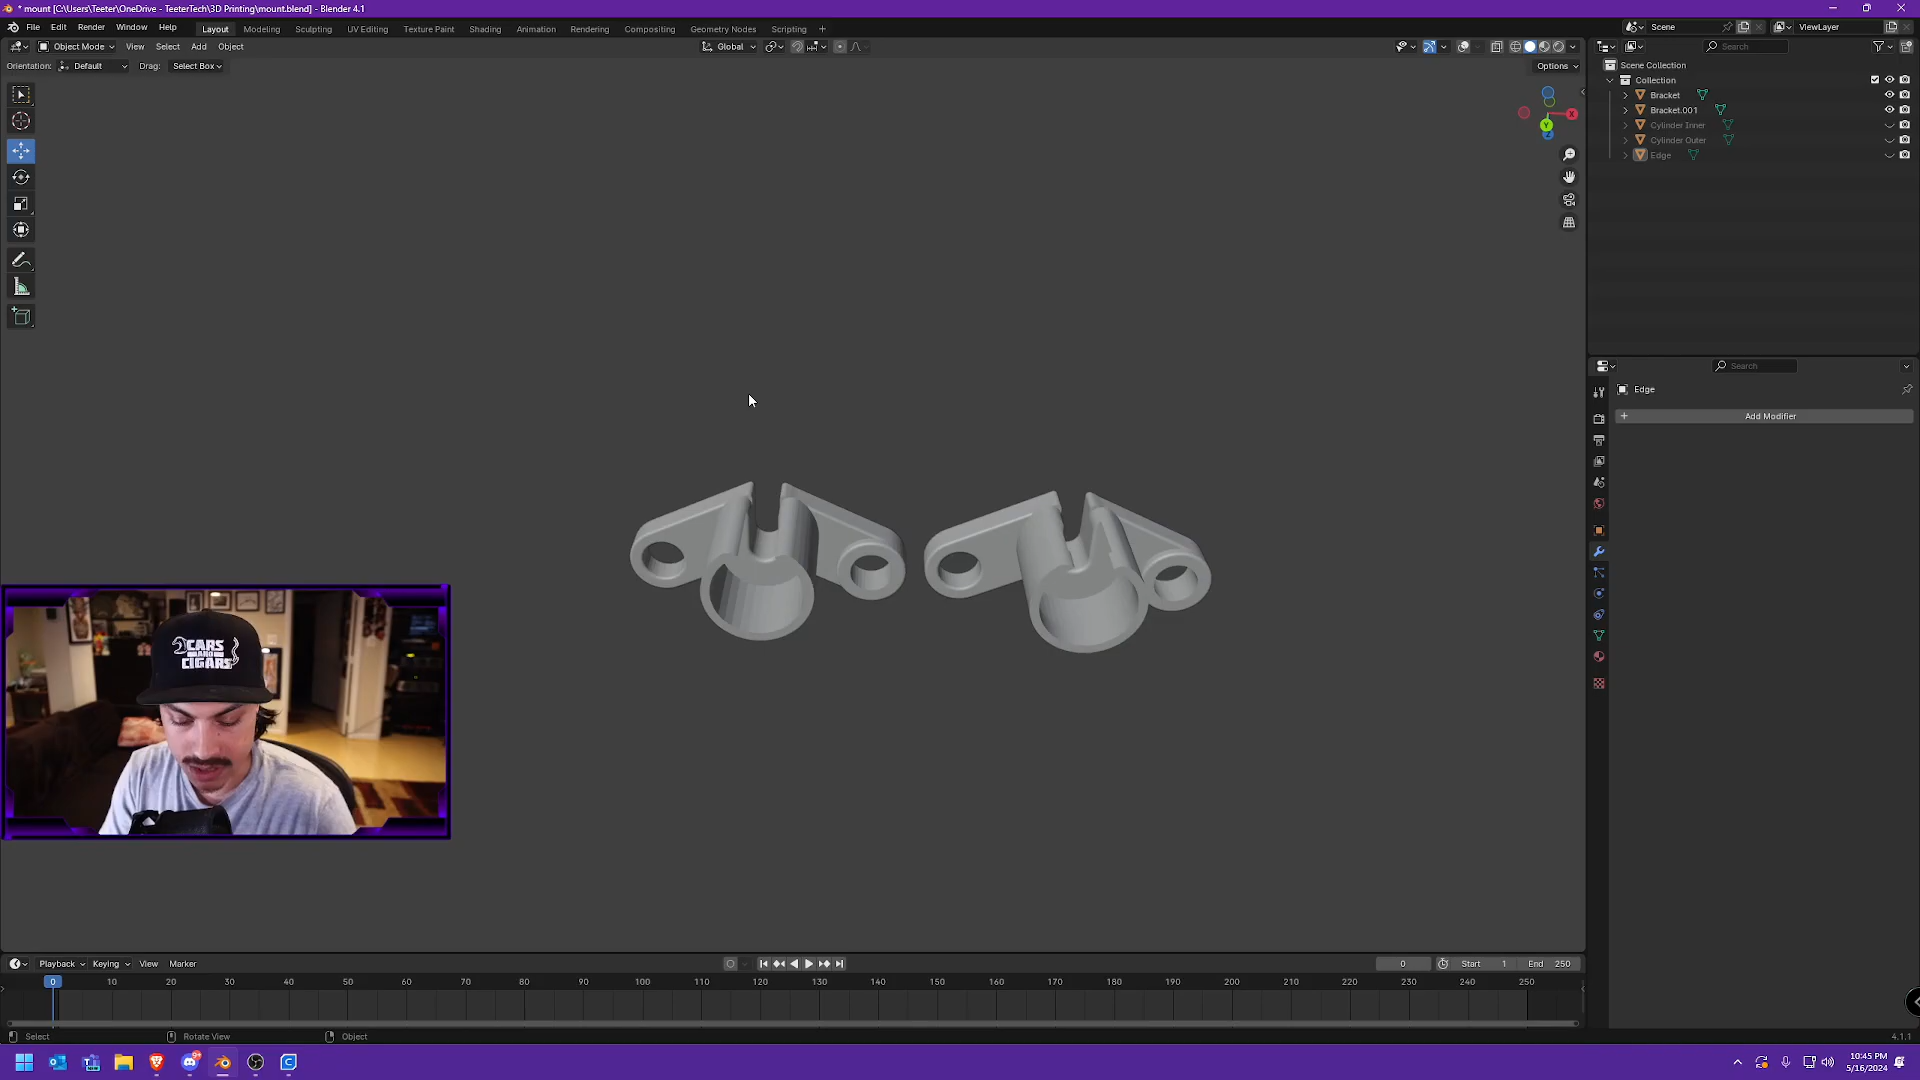 * mount [C:\Users\Teeter\OneDrive - TeeterTech\3D Printing\mount.blend] - Blender 4.1
File Edit Render Window Help Layout Modeling Sculpting UV Editing Texture Paint Shading Animation Rendering Compositing Geometry Nodes Scripting + Scene ViewLayer
Object Mode View Select Add Object Global Search
Orientation: Default Drag: Select Box Options
Scene Collection
Collection
Bracket
Bracket.001
Cylinder Inner
Cylinder Outer
Edge
X
Y
Z
Search
Edge
+ Add Modifier
CARS
AND
CIGARS
Playback Keying View Marker 0 Start 1 End 250
0 10 20 30 40 50 60 70 80 90 100 110 120 130 140 150 160 170 180 190 200 210 220 230 240 250
Select Rotate View Object 4.1.1
10:45 PM
5/16/2024